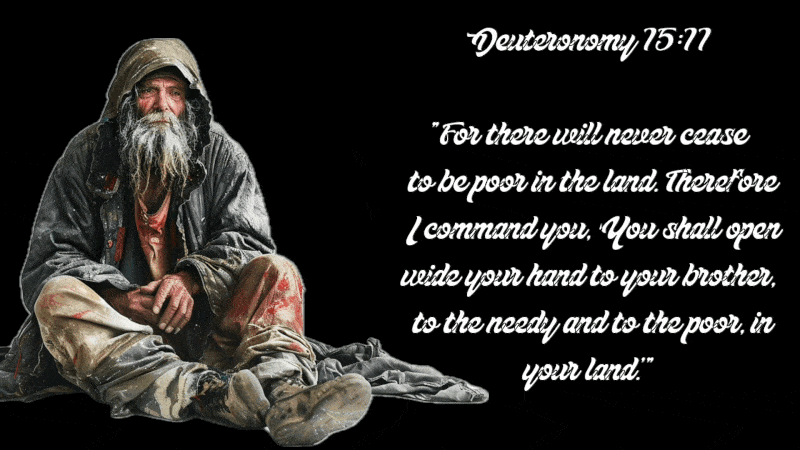 Deuteronomy 15:11
"For there will never cease
to be poor in the land. Therefore
I command you, 'You shall open
wide your hand to your brother,
to the needy and to the poor, in
your land.'"